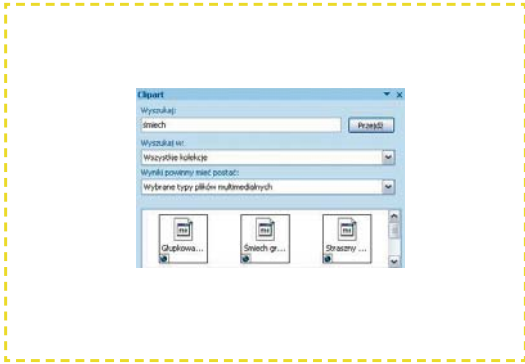 Clipart
Wyszukaj:
śmiech
Przejdź
Wyszukaj w:
Wszystkie kolekcje
Wyniki powinny mieć postać:
Wybrane typy plików multimedialnych
Głupkowa... Śmiech gr... Straszny ...